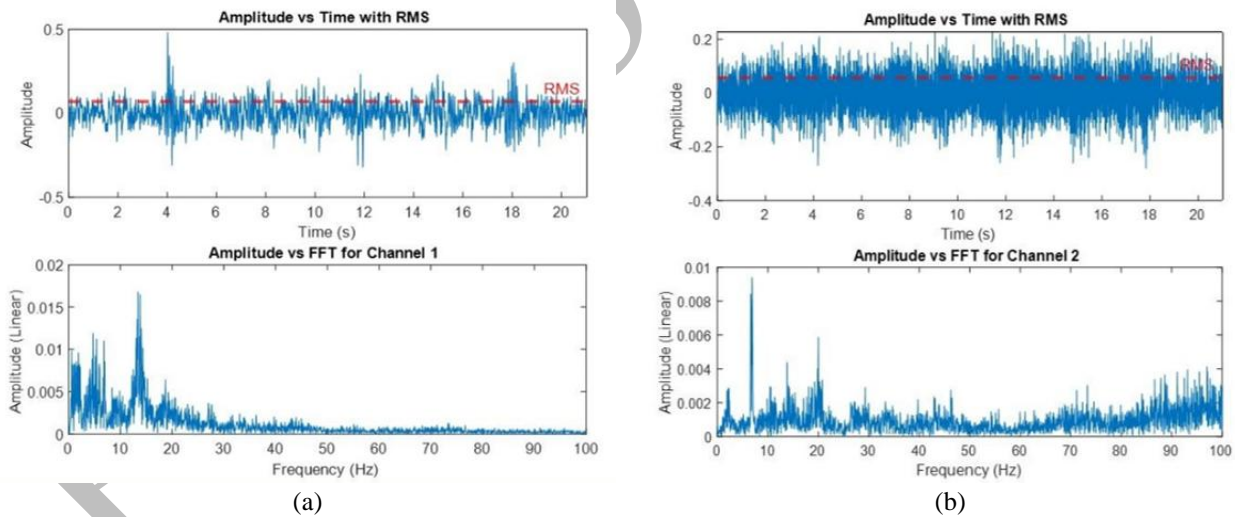 Amplitude vs Time with RMS
0.5
0
-0.5
Amplitude
RMS
0 2 4 6 8 10 12 14 16 18 20
Time (s)
Amplitude vs FFT for Channel 1
0.02
0.015
0.01
0.005
0
Amplitude (Linear)
0 10 20 30 40 50 60 70 80 90 100
Frequency (Hz)
(a)
Amplitude vs Time with RMS
0.2
0
-0.2
-0.4
Amplitude
RMS
0 2 4 6 8 10 12 14 16 18 20
Time (s)
Amplitude vs FFT for Channel 2
0.01
0.008
0.006
0.004
0.002
0
Amplitude (Linear)
0 10 20 30 40 50 60 70 80 90 100
Frequency (Hz)
(b)